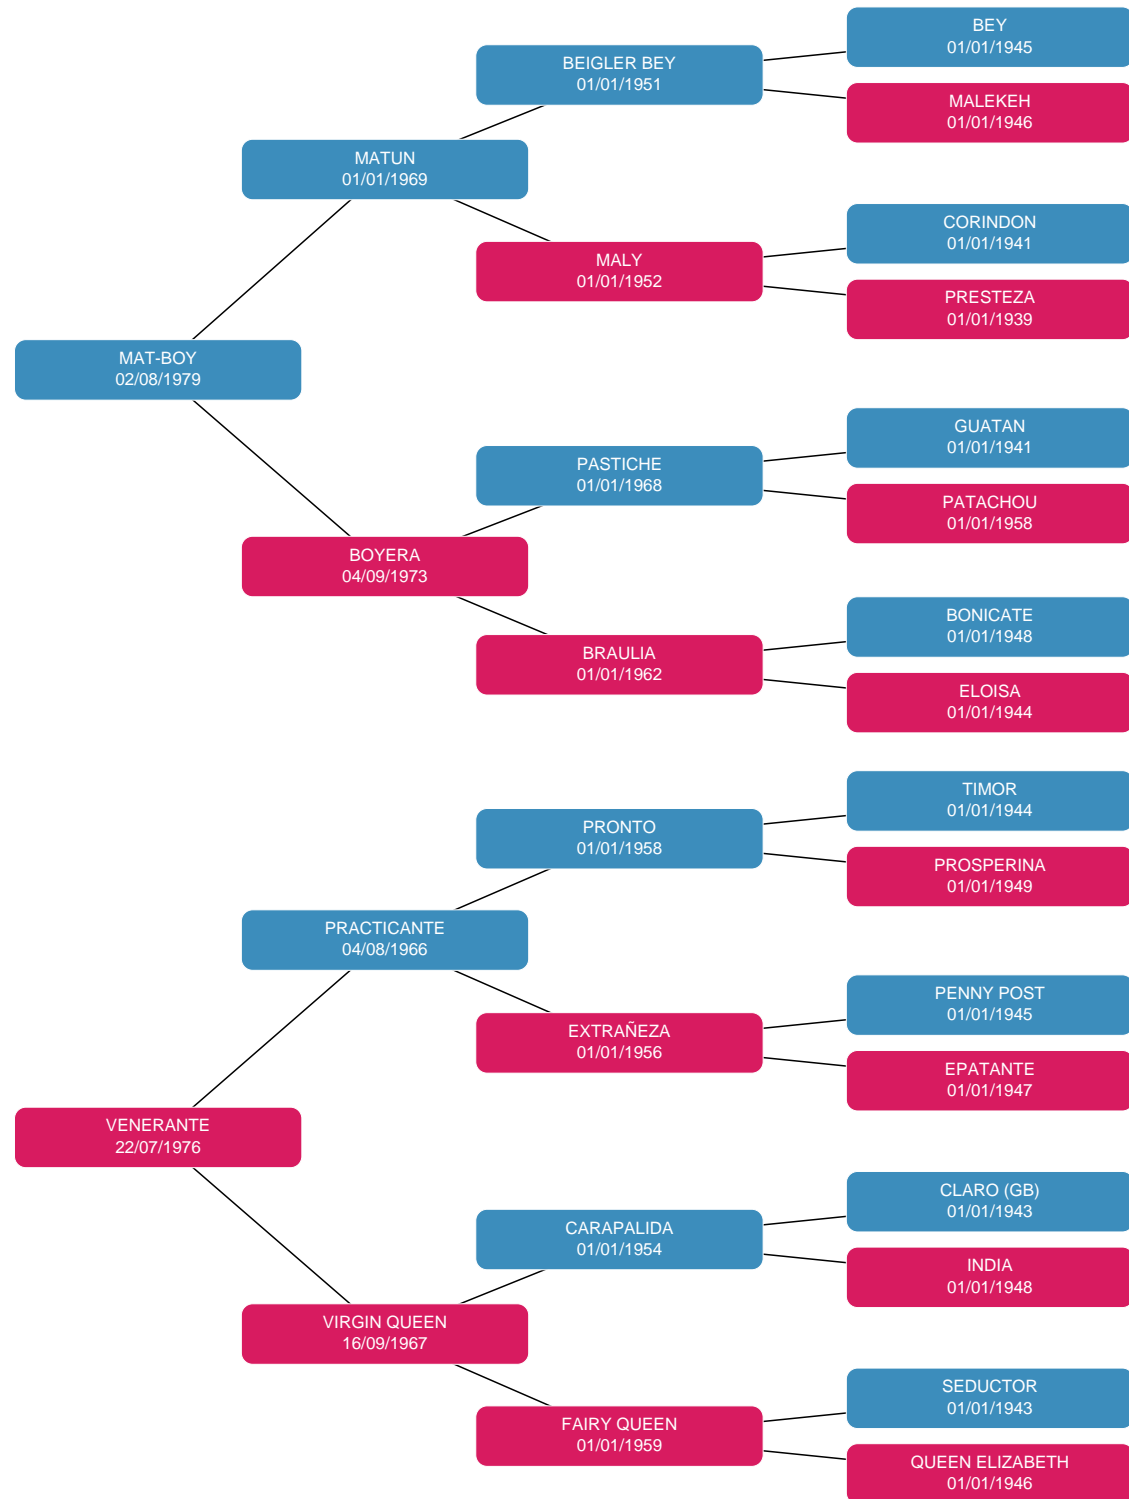 BEY
01/01/1945
BEIGLER BEY
01/01/1951
MALEKEH
01/01/1946
MATUN
01/01/1969
CORINDON
01/01/1941
MALY
01/01/1952
PRESTEZA
01/01/1939
MAT-BOY
02/08/1979
GUATAN
01/01/1941
PASTICHE
01/01/1968
PATACHOU
01/01/1958
BOYERA
04/09/1973
BONICATE
01/01/1948
BRAULIA
01/01/1962
ELOISA
01/01/1944
TIMOR
01/01/1944
PRONTO
01/01/1958
PROSPERINA
01/01/1949
PRACTICANTE
04/08/1966
PENNY POST
01/01/1945
EXTRAÑEZA
01/01/1956
EPATANTE
01/01/1947
VENERANTE
22/07/1976
CLARO (GB)
01/01/1943
CARAPALIDA
01/01/1954
INDIA
01/01/1948
VIRGIN QUEEN
16/09/1967
SEDUCTOR
01/01/1943
FAIRY QUEEN
01/01/1959
QUEEN ELIZABETH
01/01/1946